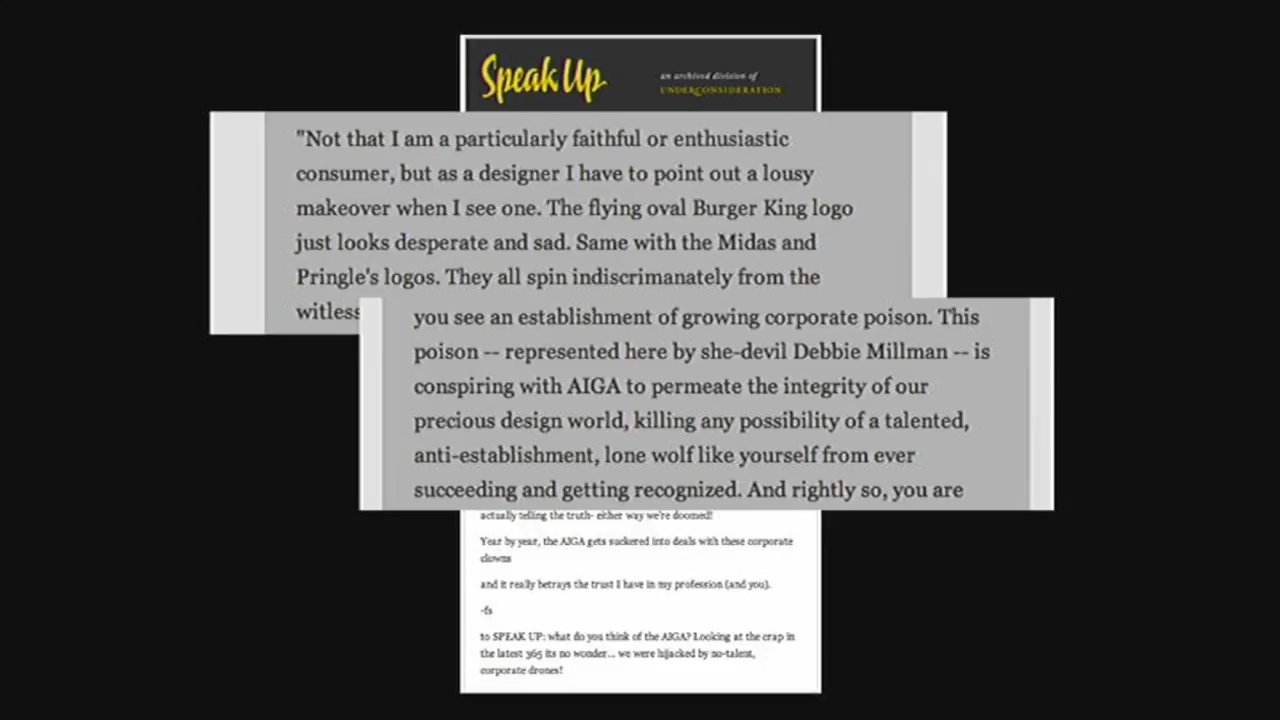 Speak Up
an archived division of
UNDERCONSIDERATION
"Not that I am a particularly faithful or enthusiastic
consumer, but as a designer I have to point out a lousy
makeover when I see one. The flying oval Burger King logo
just looks desperate and sad. Same with the Midas and
Pringle's logos. They all spin indiscrimanately from the
witless
you see an establishment of growing corporate poison. This
poison -- represented here by she-devil Debbie Millman -- is
conspiring with AIGA to permeate the integrity of our
precious design world, killing any possibility of a talented,
anti-establishment, lone wolf like yourself from ever
succeeding and getting recognized. And rightly so, you are
actually telling the truth- either way we're doomed!
Year by year, the AIGA gets suckered into deals with these corporate
clowns
and it really betrays the trust I have in my profession (and you).
-fs
to SPEAK UP: what do you think of the AIGA? Looking at the crap in
the latest 365 its no wonder... we were hijacked by no-talent,
corporate drones!